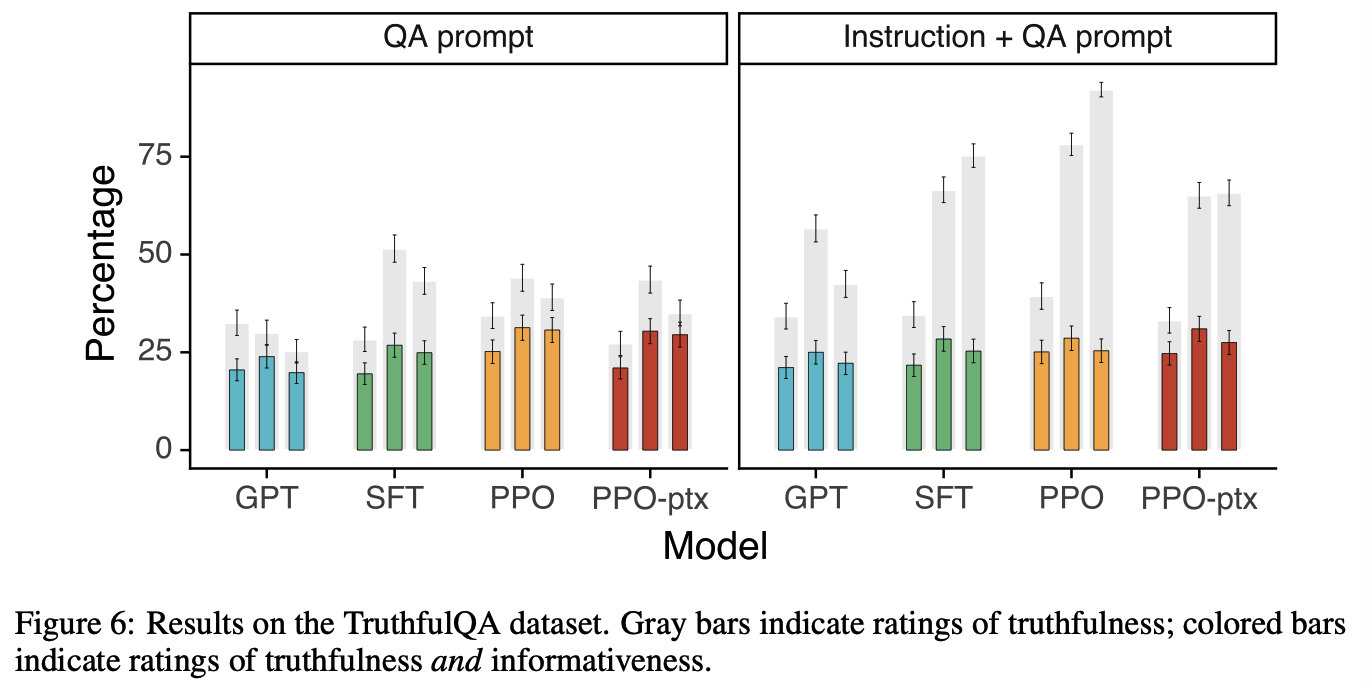 QA prompt
Instruction + QA prompt
Percentage
75
50
25
0
GPT SFT PPO PPO-ptx
GPT SFT PPO PPO-ptx
Model
Figure 6: Results on the TruthfulQA dataset. Gray bars indicate ratings of truthfulness; colored bars
indicate ratings of truthfulness and informativeness.